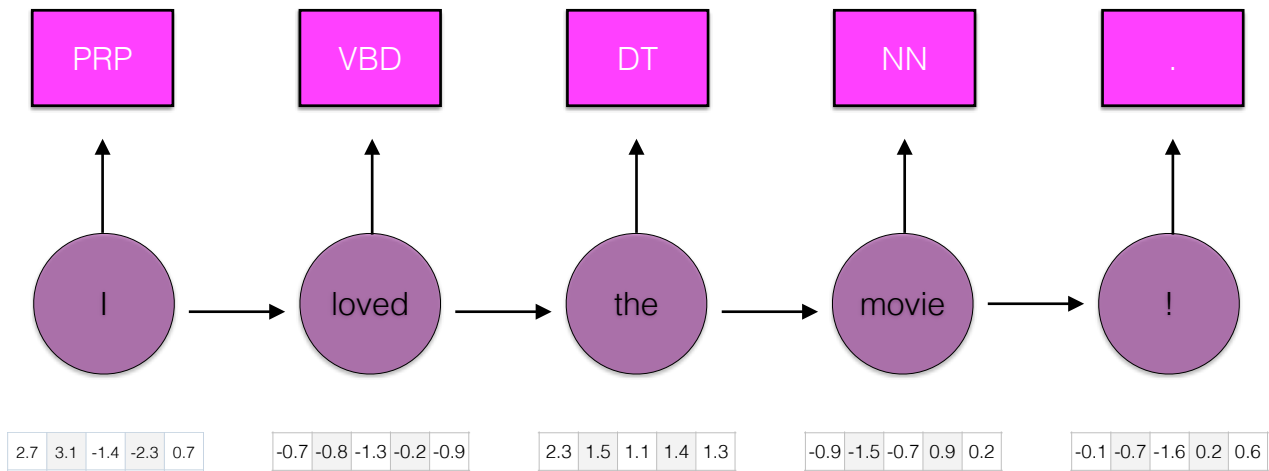 PRP VBD DT NN .
I loved the movie !
2.7 3.1 -1.4 -2.3 0.7 -0.7 -0.8 -1.3 -0.2 -0.9 2.3 1.5 1.1 1.4 1.3 -0.9 -1.5 -0.7 0.9 0.2 -0.1 -0.7 -1.6 0.2 0.6